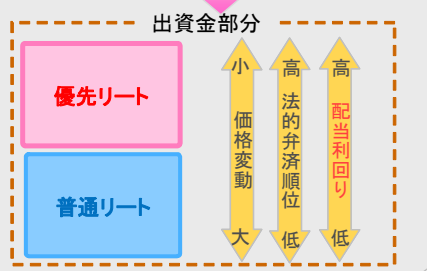 出資金部分
優先リート
普通リート
小
価格変動
大
高
法的弁済順位
低
高
配当利回り
低